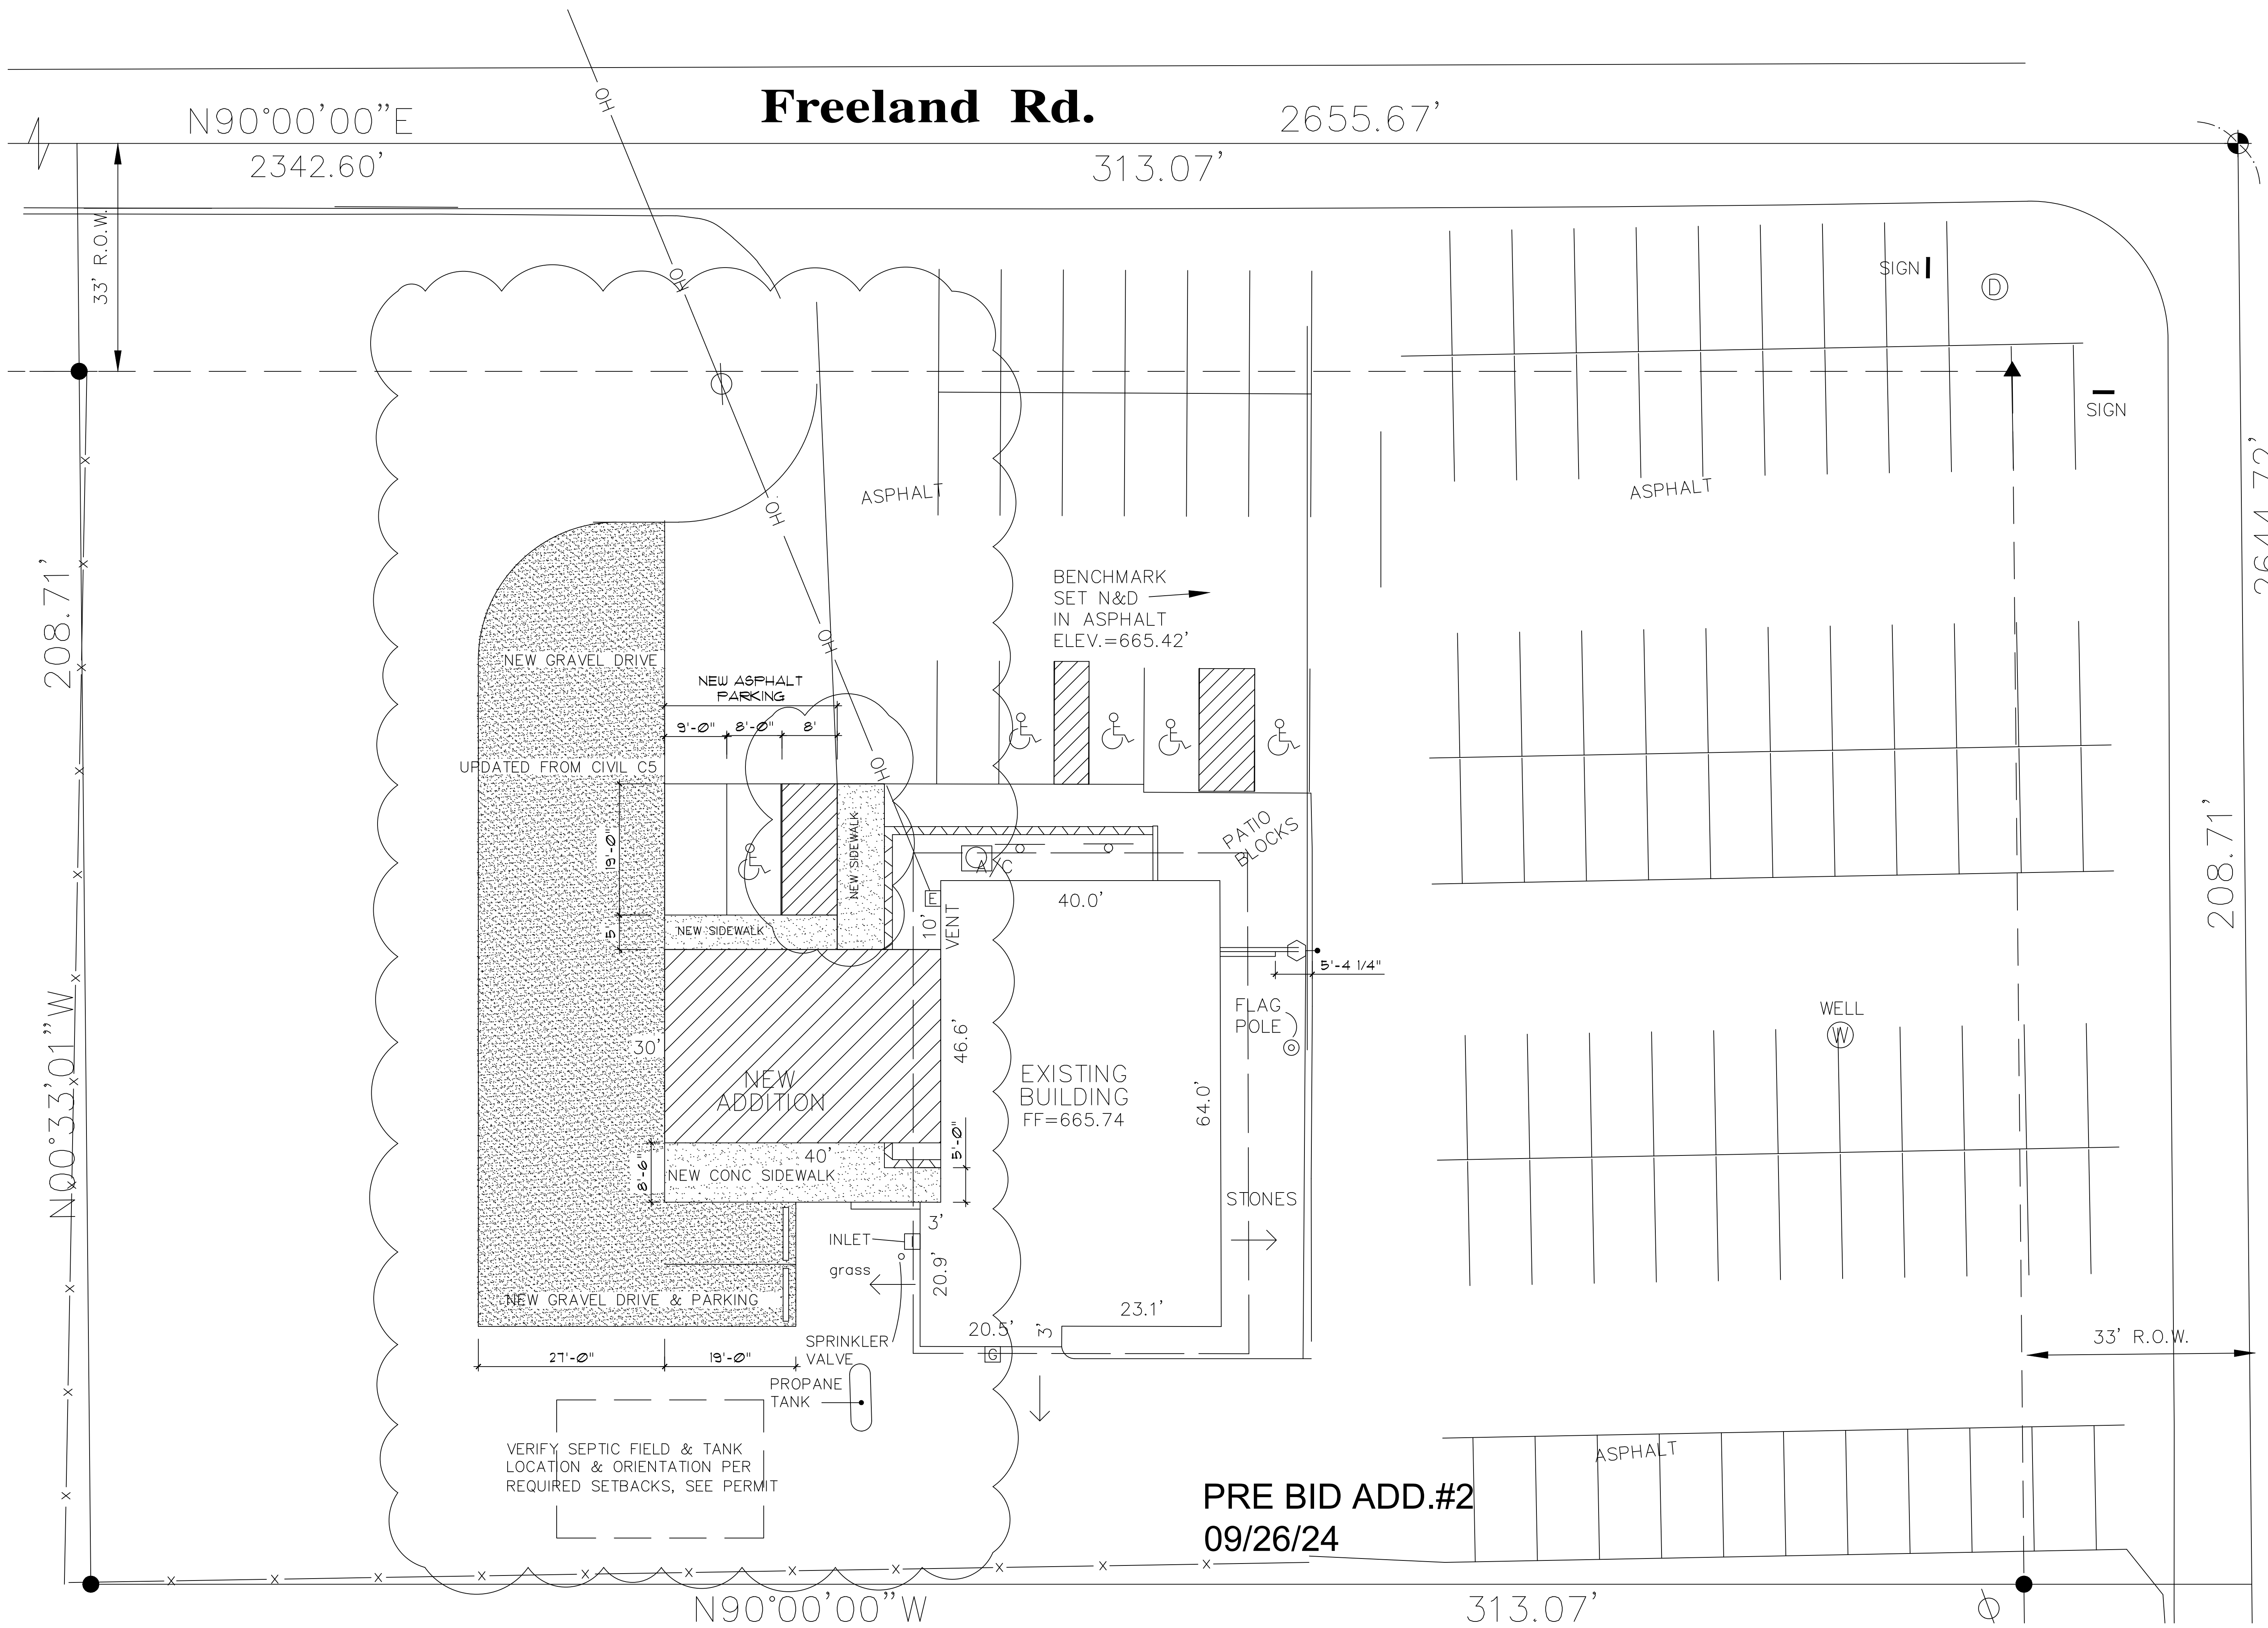 Freeland Rd.
N90°00'00"E
2655.67'
2342.60'
313.07'
33' R.O.W.
OH
OH
OH
OH
OH
SIGN
D
SIGN
ASPHALT
ASPHALT
2644.72'
208.71'
BENCHMARK
SET N&D
IN ASPHALT
ELEV.=665.42'
NEW GRAVEL DRIVE
NEW ASPHALT
PARKING
9'-0"
8'-0"
8'
UPDATED FROM CIVIL C5
19'-0"
5'
NEW SIDEWALK
NEW SIDEWALK
A/C
E
10'
VENT
40.0'
PATIO
BLOCKS
5'-4 1/4"
208.71'
FLAG
POLE
WELL
W
30'
46.6'
NEW
ADDITION
EXISTING
BUILDING
FF=665.74
64.0'
N00°33'01"W
40'
8'-6"
5'-0"
NEW CONC SIDEWALK
STONES
3'
INLET
I
grass
20.9'
NEW GRAVEL DRIVE & PARKING
23.1'
20.5'
3'
G
33' R.O.W.
SPRINKLER
VALVE
27'-0"
19'-0"
PROPANE
TANK
VERIFY SEPTIC FIELD & TANK
LOCATION & ORIENTATION PER
REQUIRED SETBACKS, SEE PERMIT
ASPHALT
PRE BID ADD.#2
09/26/24
N90°00'00"W
313.07'